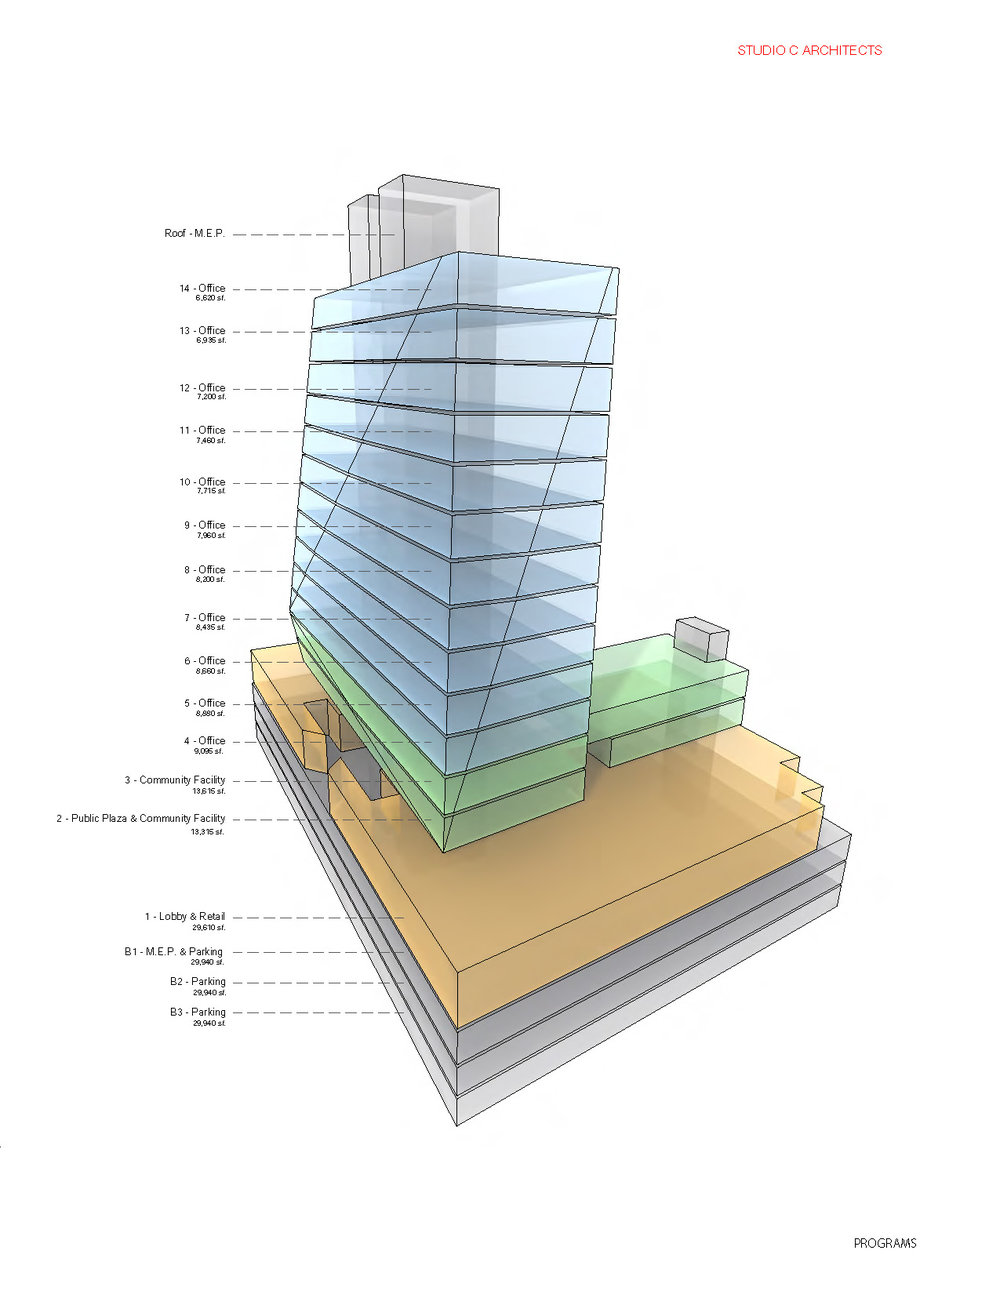 STUDIO C ARCHITECTS
Roof - M.E.P.
14 - Office
6,620 sf.
13 - Office
6,935 sf.
12 - Office
7,200 sf.
11 - Office
7,460 sf.
10 - Office
7,715 sf.
9 - Office
7,960 sf.
8 - Office
8,200 sf.
7 - Office
8,435 sf.
6 - Office
8,660 sf.
5 - Office
8,880 sf.
4 - Office
9,095 sf.
3 - Community Facility
13,615 sf.
2 - Public Plaza & Community Facility
13,315 sf.
1 - Lobby & Retail
29,610 sf.
B1 - M.E.P. & Parking
29,940 sf.
B2 - Parking
29,940 sf.
B3 - Parking
29,940 sf.
PROGRAMS